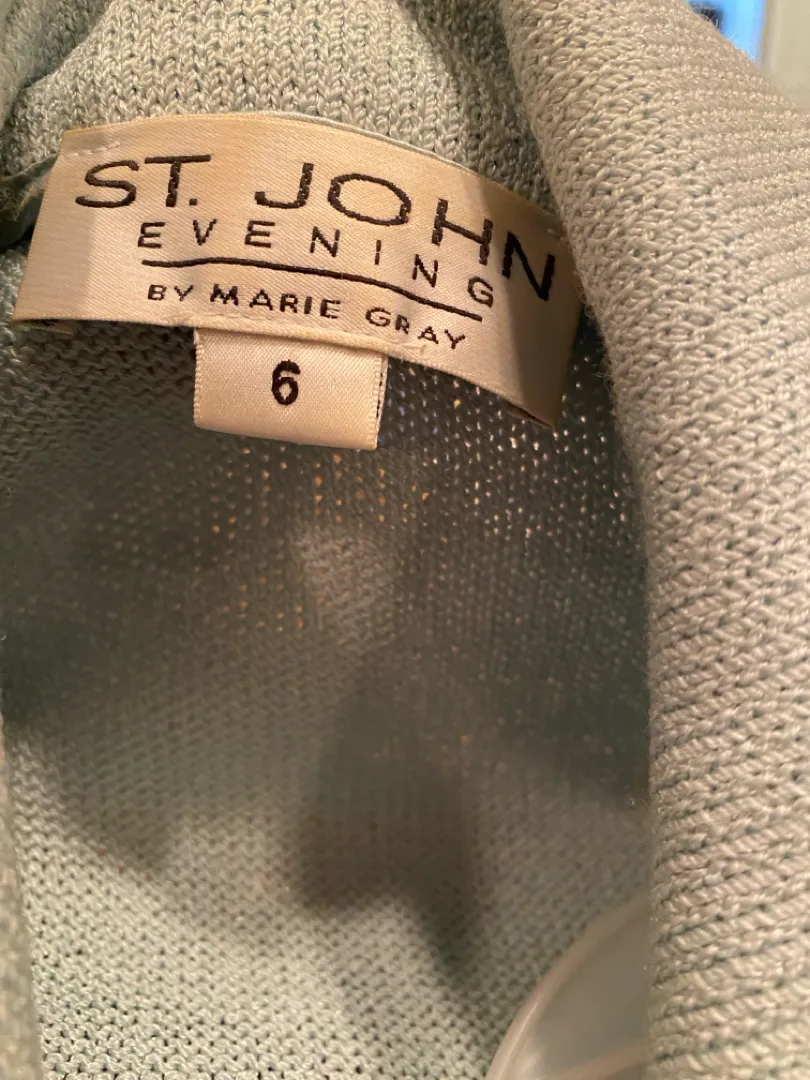 ST. JOHN
EVENING
BY MARIE GRAY
6